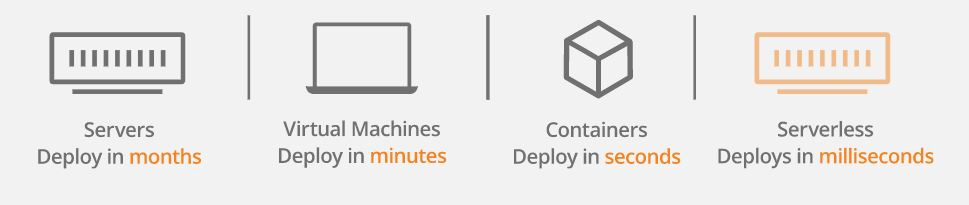 Servers
Deploy in months
Virtual Machines
Deploy in minutes
Containers
Deploy in seconds
Serverless
Deploys in milliseconds